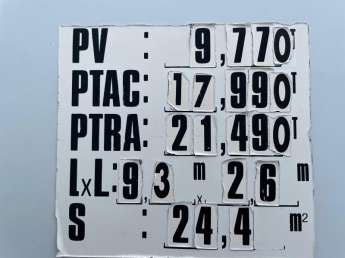 PV : 9,770T
PTAC: 17,990T
PTRA: 21,490T
LxL: 9,3 m x 2,6 m
S : 24,4 m²